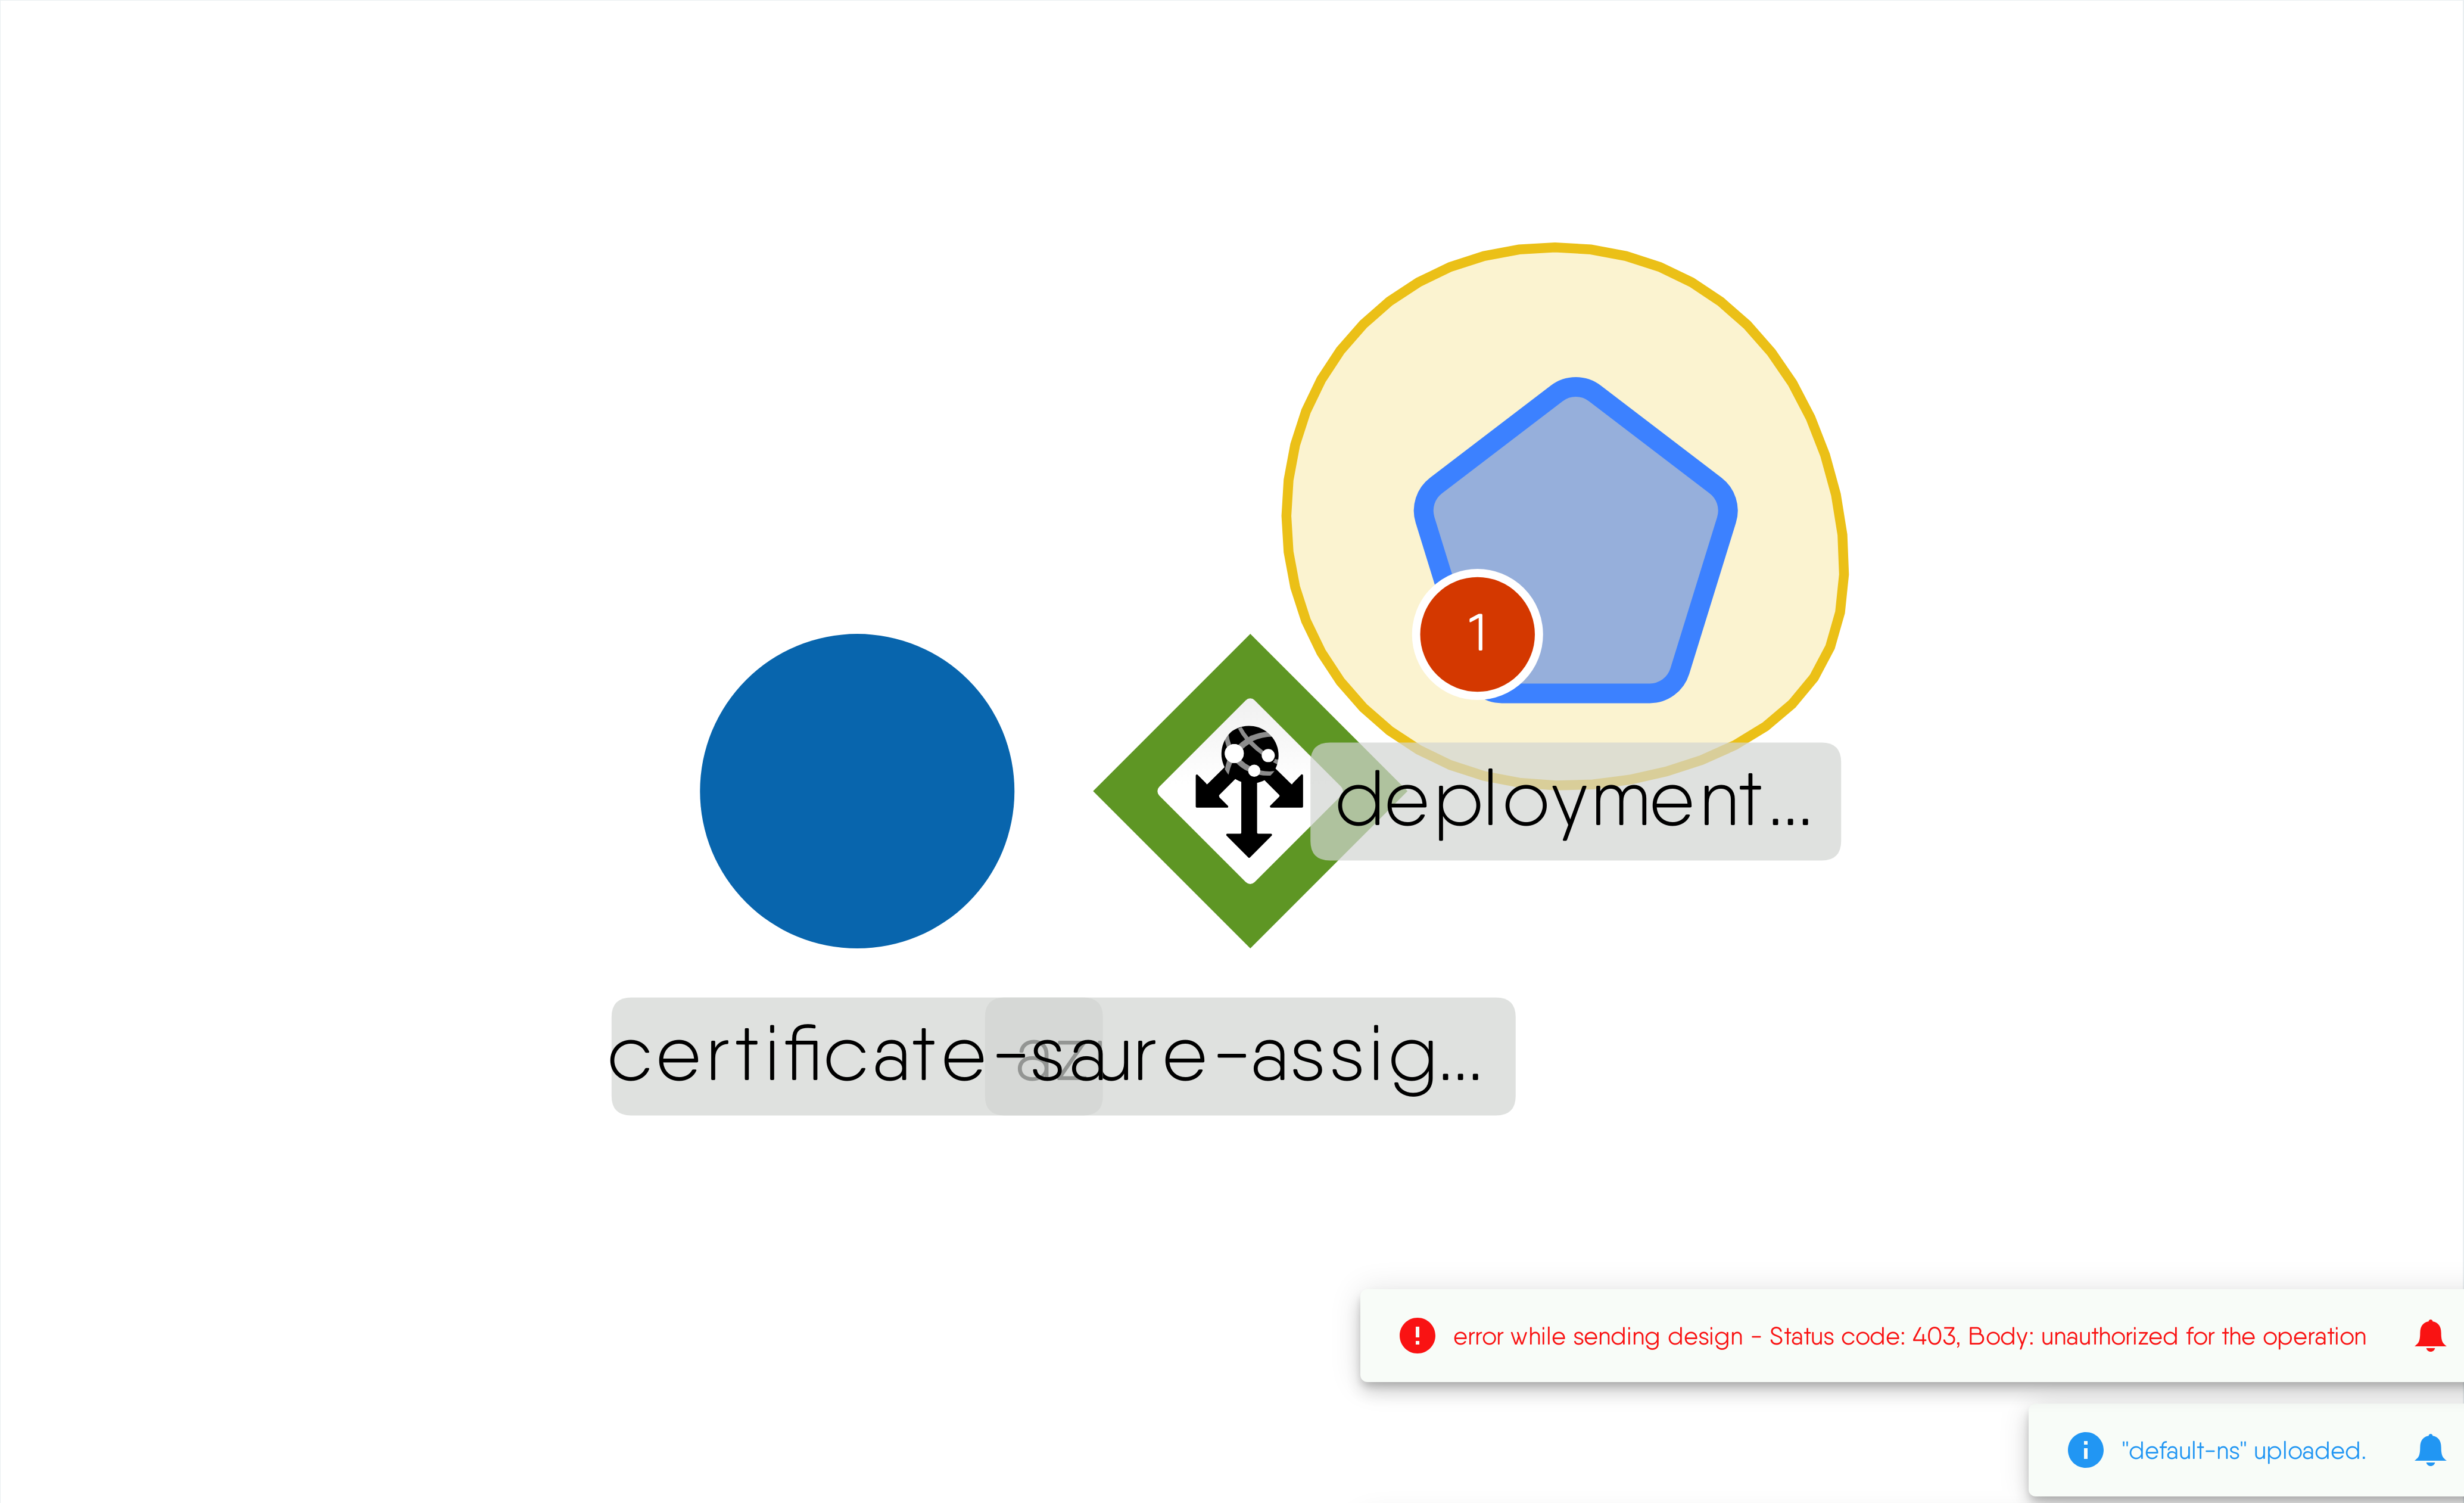 1
deployment...
certificate-s
azure-assig...
error while sending design - Status code: 403, Body: unauthorized for the operation
"default-ns" uploaded.